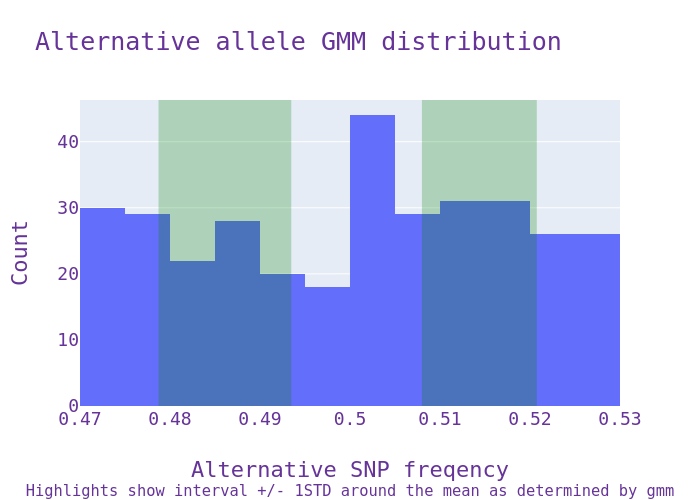 Alternative allele GMM distribution
Count
40
30
20
10
0
0.47 0.48 0.49 0.5 0.51 0.52 0.53
Alternative SNP freqency
Highlights show interval +/- 1STD around the mean as determined by gmm